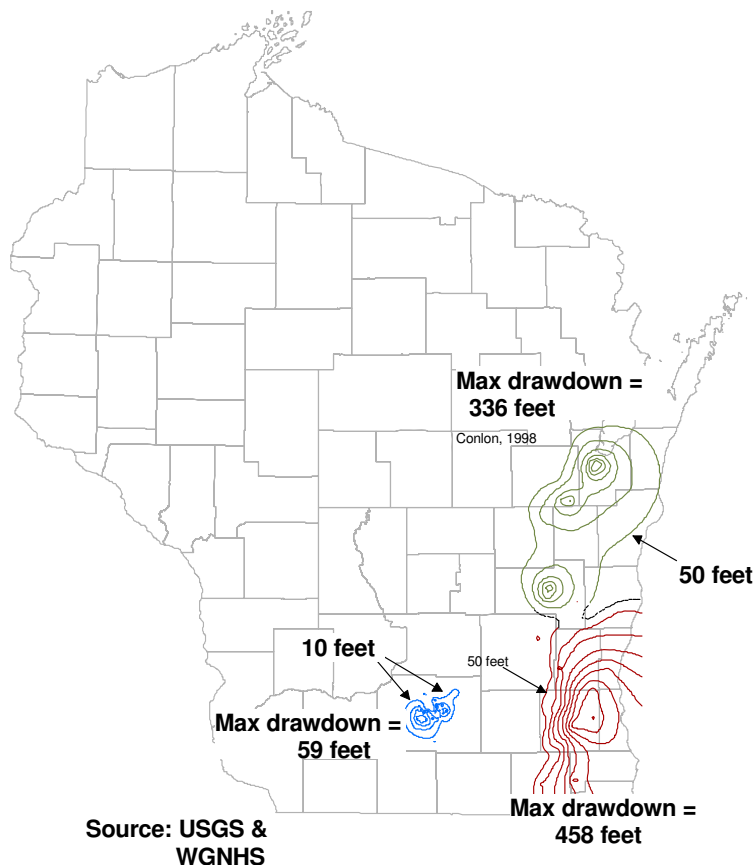 Max drawdown =
336 feet
Conlon, 1998
50 feet
10 feet
50 feet
Max drawdown =
59 feet
Max drawdown =
458 feet
Source: USGS &
WGNHS